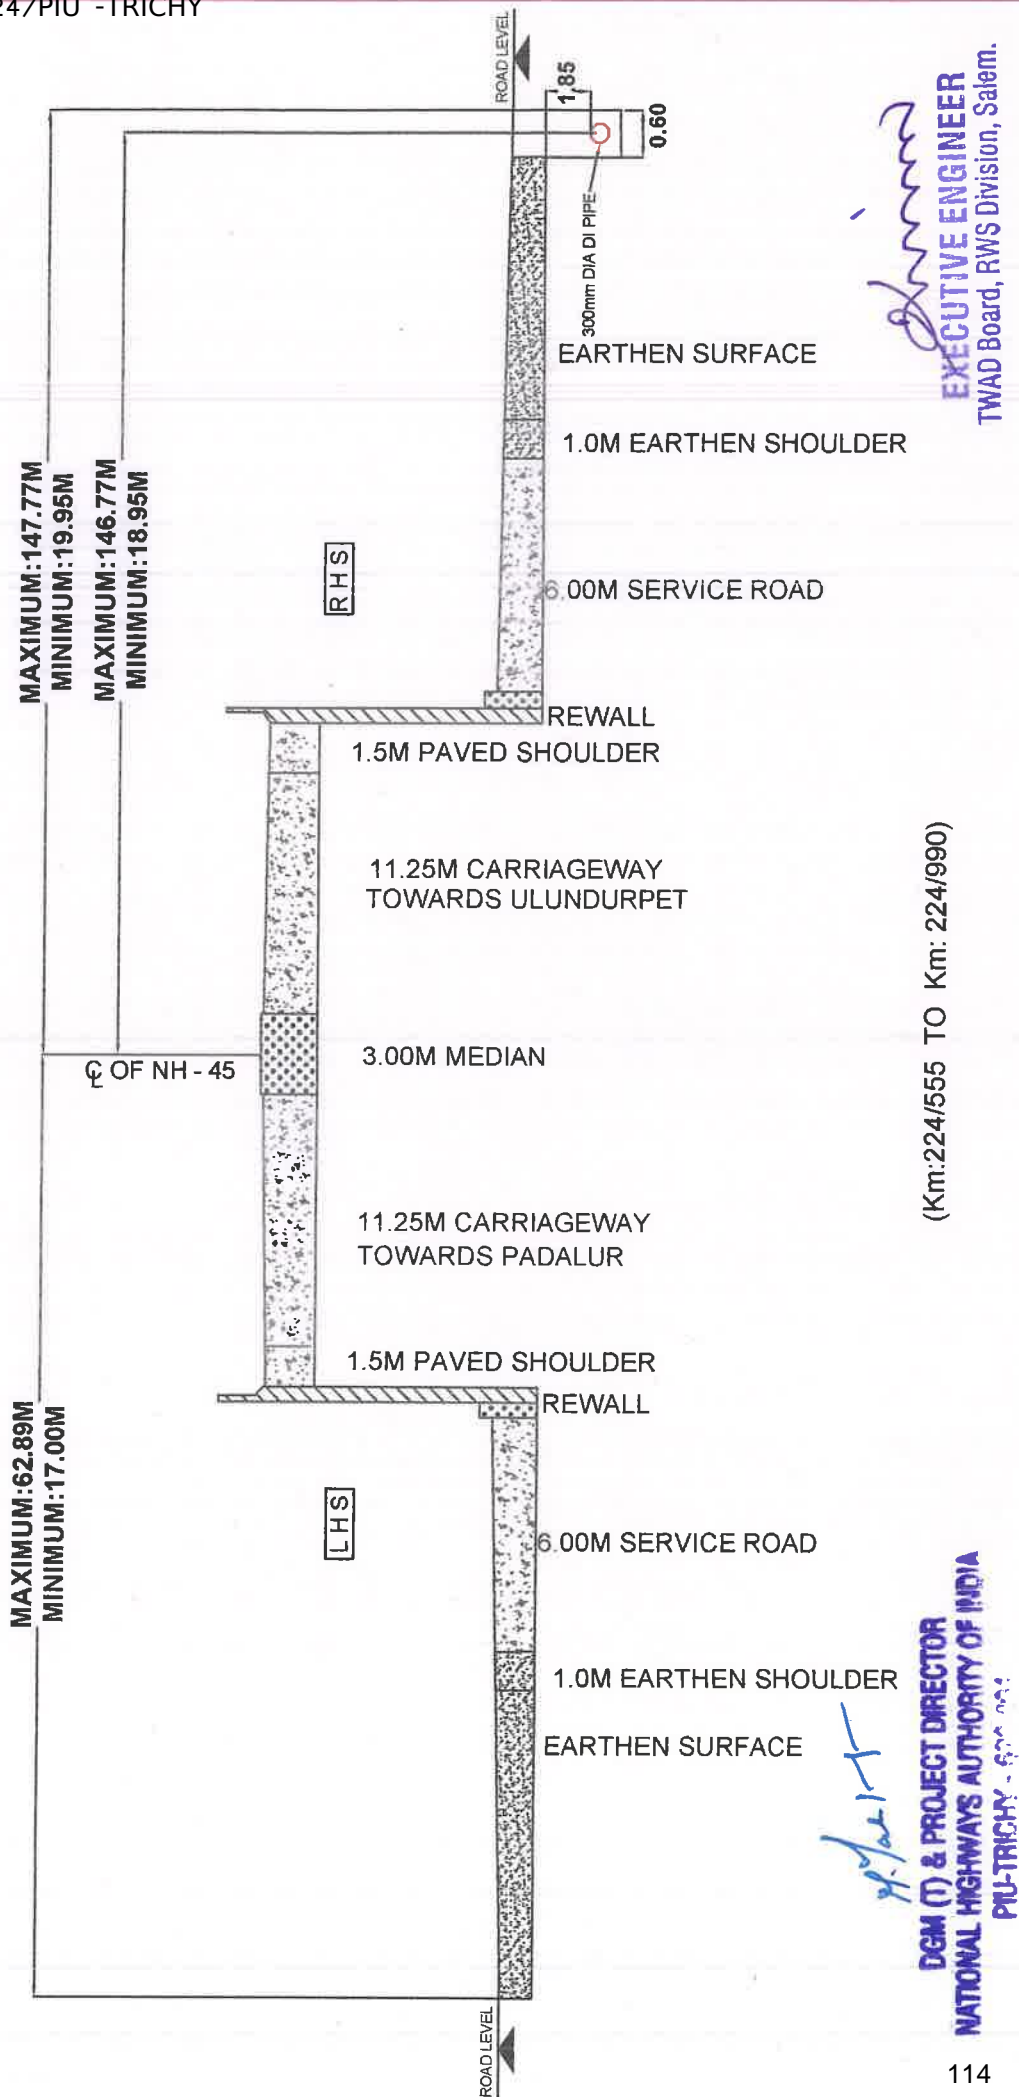 24/PIU -TRICHY
MAXIMUM:147.77M
MINIMUM:19.95M
MAXIMUM:146.77M
MINIMUM:18.95M
ROAD LEVEL
1.85
0.60
300mm DIA DI PIPE
EARTHEN SURFACE
1.0M EARTHEN SHOULDER
RHS
6.00M SERVICE ROAD
REWALL
1.5M PAVED SHOULDER
11.25M CARRIAGEWAY
TOWARDS ULUNDURPET
℄ OF NH - 45
3.00M MEDIAN
11.25M CARRIAGEWAY
TOWARDS PADALUR
1.5M PAVED SHOULDER
REWALL
MAXIMUM:62.89M
MINIMUM:17.00M
LHS
6.00M SERVICE ROAD
1.0M EARTHEN SHOULDER
EARTHEN SURFACE
ROAD LEVEL
(Km:224/555 TO Km: 224/990)
EXECUTIVE ENGINEER
TWAD Board, RWS Division, Salem.
DGM (T) & PROJECT DIRECTOR
NATIONAL HIGHWAYS AUTHORITY OF INDIA
PIU-TRICHY -
114